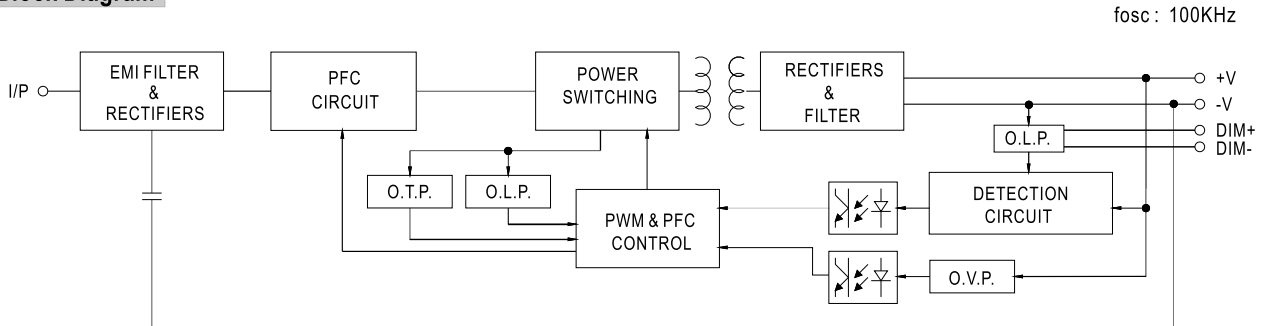 Block Diagram
fosc : 100KHz
I/P
EMI FILTER
&
RECTIFIERS
PFC
CIRCUIT
POWER
SWITCHING
RECTIFIERS
&
FILTER
+V
-V
DIM+
DIM-
O.L.P.
O.T.P.
O.L.P.
PWM & PFC
CONTROL
DETECTION
CIRCUIT
O.V.P.